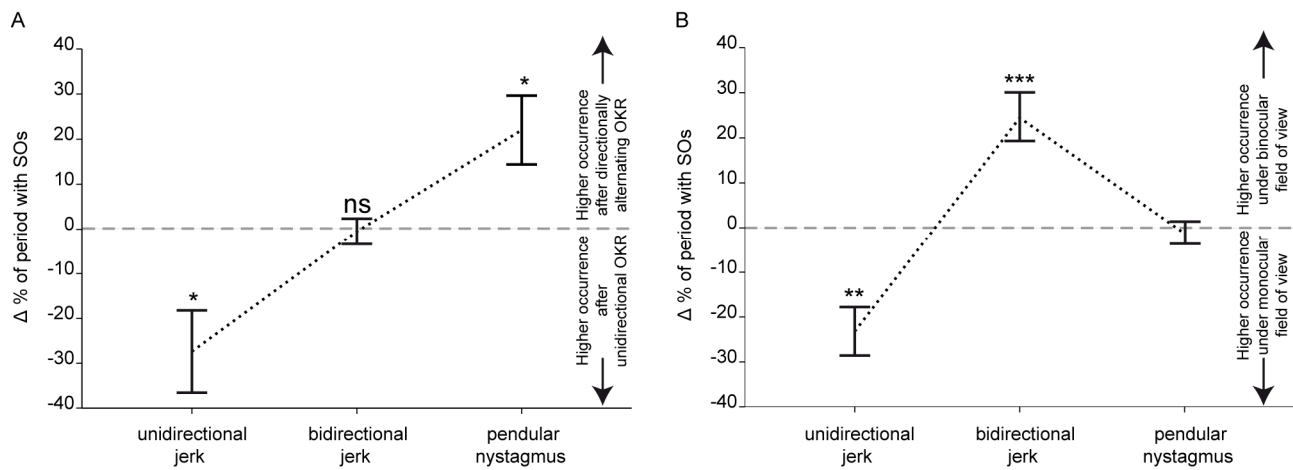 A
Δ % of period with SOs
40
30
20
10
0
-10
-20
-30
-40
*
ns
*
unidirectional
jerk
bidirectional
jerk
pendular
nystagmus
Higher occurrence
after directionally
alternating OKR
Higher occurrence
after
unidirectional OKR
B
Δ % of period with SOs
40
30
20
10
0
-10
-20
-30
-40
**
***
unidirectional
jerk
bidirectional
jerk
pendular
nystagmus
Higher occurrence
under binocular
field of view
Higher occurrence
under monocular
field of view